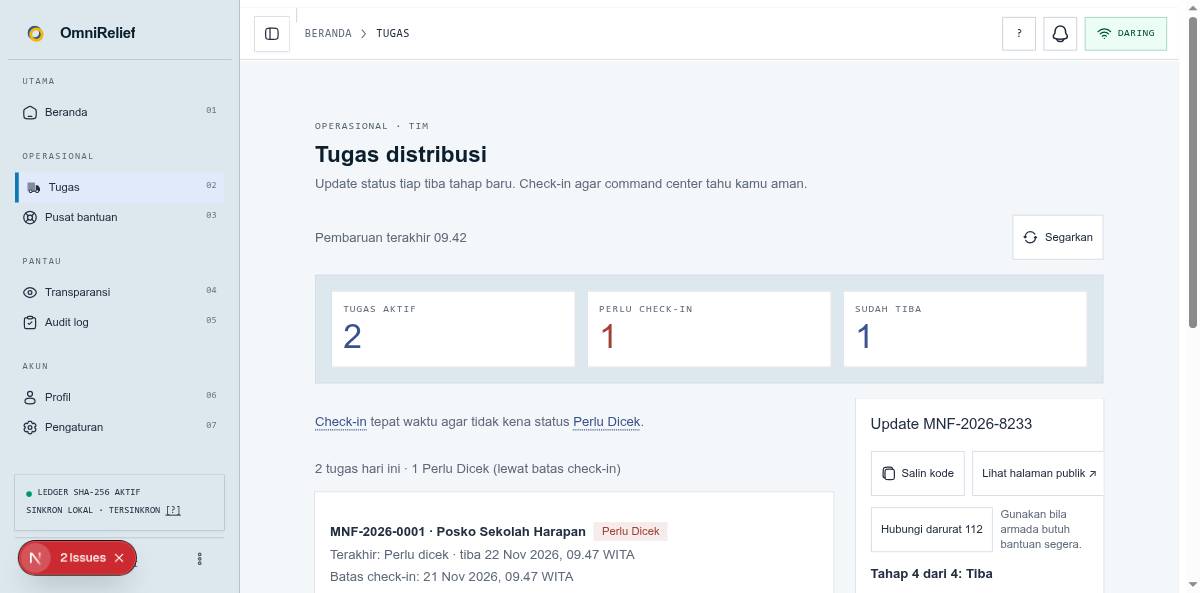 OmniRelief
UTAMA
Beranda 01
OPERASIONAL
Tugas 02
Pusat bantuan 03
PANTAU
Transparansi 04
Audit log 05
AKUN
Profil 06
Pengaturan 07
LEDGER SHA-256 AKTIF
SINKRON LOKAL · TERSINKRON [?]
N 2 Issues
BERANDA > TUGAS
?
DARING
OPERASIONAL · TIM
Tugas distribusi
Update status tiap tiba tahap baru. Check-in agar command center tahu kamu aman.
Pembaruan terakhir 09.42
Segarkan
TUGAS AKTIF
2
PERLU CHECK-IN
1
SUDAH TIBA
1
Check-in tepat waktu agar tidak kena status Perlu Dicek.
2 tugas hari ini · 1 Perlu Dicek (lewat batas check-in)
MNF-2026-0001 · Posko Sekolah Harapan Perlu Dicek
Terakhir: Perlu dicek · tiba 22 Nov 2026, 09.47 WITA
Batas check-in: 21 Nov 2026, 09.47 WITA
Update MNF-2026-8233
Salin kode
Lihat halaman publik ↗
Hubungi darurat 112
Gunakan bila
armada butuh
bantuan segera.
Tahap 4 dari 4: Tiba